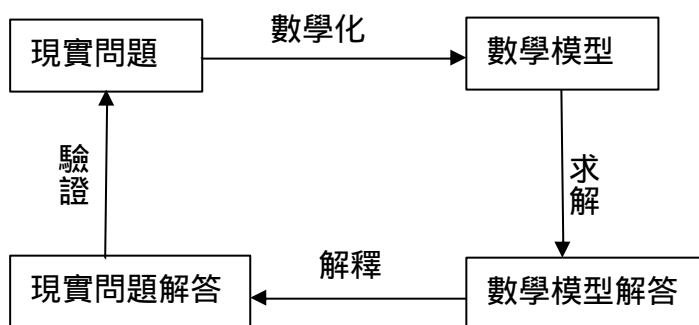 數學化
現實問題
數學模型
驗證
求解
解釋
現實問題解答
數學模型解答